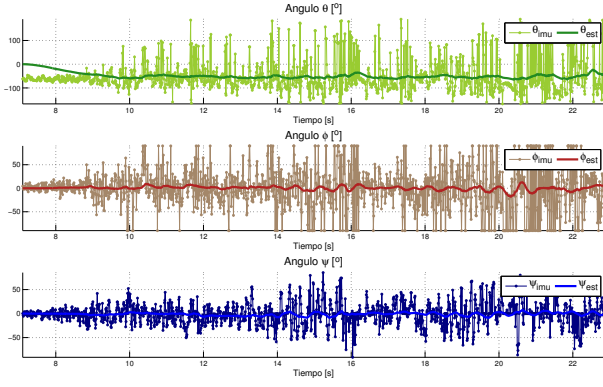 Angulo θ [º]
θimu θest
100
0
−100
8 10 12 14 16 18 20 22
Tiempo [s]
Angulo ϕ [º]
ϕimu ϕest
50
0
−50
8 10 12 14 16 18 20 22
Tiempo [s]
Angulo ψ [º]
ψimu ψest
50
0
−50
8 10 12 14 16 18 20 22
Tiempo [s]